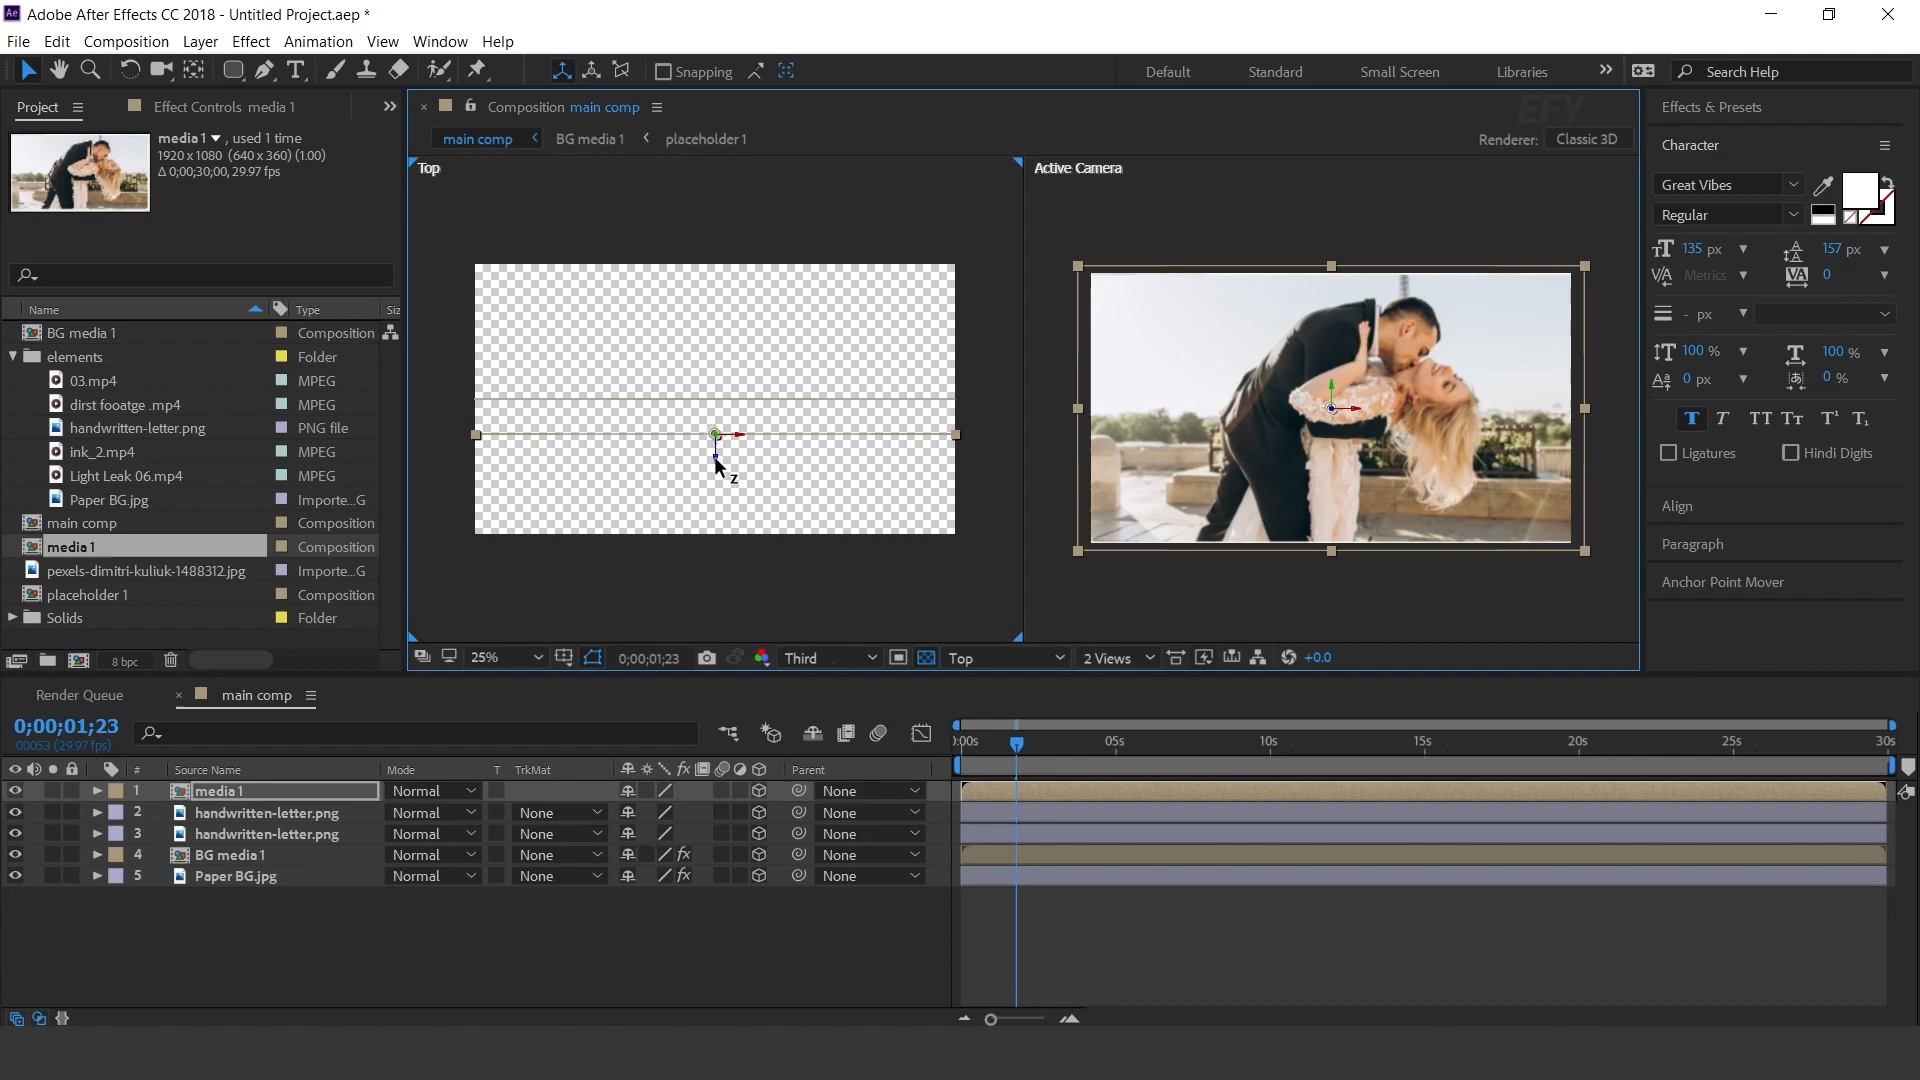 Adobe After Effects CC 2018 - Untitled Project.aep *
File Edit Composition Layer Effect Animation View Window Help
Snapping
Default Standard Small Screen Libraries Search Help
Project Effect Controls media 1
media 1 , used 1 time
1920 x 1080 (640 x 360) (1.00)
Δ 0;00;30;00, 29.97 fps
Name Type Siz
BG media 1 Composition
elements Folder
03.mp4 MPEG
dirst fooatge .mp4 MPEG
handwritten-letter.png PNG file
ink_2.mp4 MPEG
Light Leak 06.mp4 MPEG
Paper BG.jpg Importe...G
main comp Composition
media 1 Composition
pexels-dimitri-kuliuk-1488312.jpg Importe...G
placeholder 1 Composition
Solids Folder
8 bpc
Composition main comp
EFY
main comp BG media 1 placeholder 1
Renderer: Classic 3D
Top
Active Camera
z
25% 0;00;01;23 Third Top 2 Views +0.0
Effects & Presets
Character
Great Vibes
Regular
135 px 157 px
Metrics 0
- px
100 % 100 %
0 px 0 %
T T TT Tt T¹ T₁
Ligatures Hindi Digits
Align
Paragraph
Anchor Point Mover
Render Queue main comp
0;00;01;23
00053 (29.97 fps)
0:00s 05s 10s 15s 20s 25s 30s
# Source Name Mode T TrkMat fx Parent
1 media 1 Normal None
2 handwritten-letter.png Normal None None
3 handwritten-letter.png Normal None None
4 BG media 1 Normal None fx None
5 Paper BG.jpg Normal None fx None